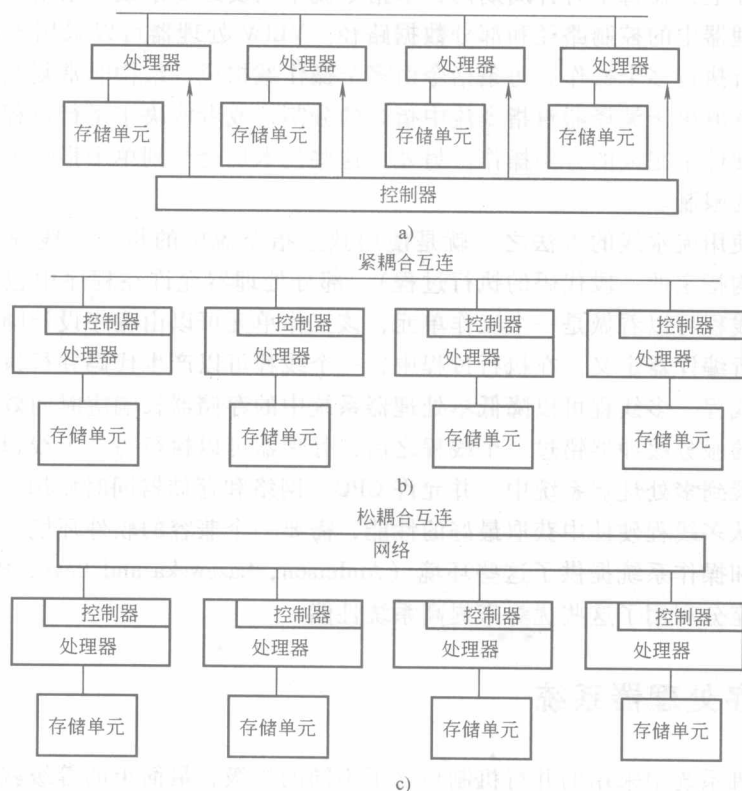 处理器 处理器 处理器 处理器
存储单元 存储单元 存储单元 存储单元
控制器
a)
紧耦合互连
控制器 控制器 控制器 控制器
处理器 处理器 处理器 处理器
存储单元 存储单元 存储单元 存储单元
b)
松耦合互连
网络
控制器 控制器 控制器 控制器
处理器 处理器 处理器 处理器
存储单元 存储单元 存储单元 存储单元
c)